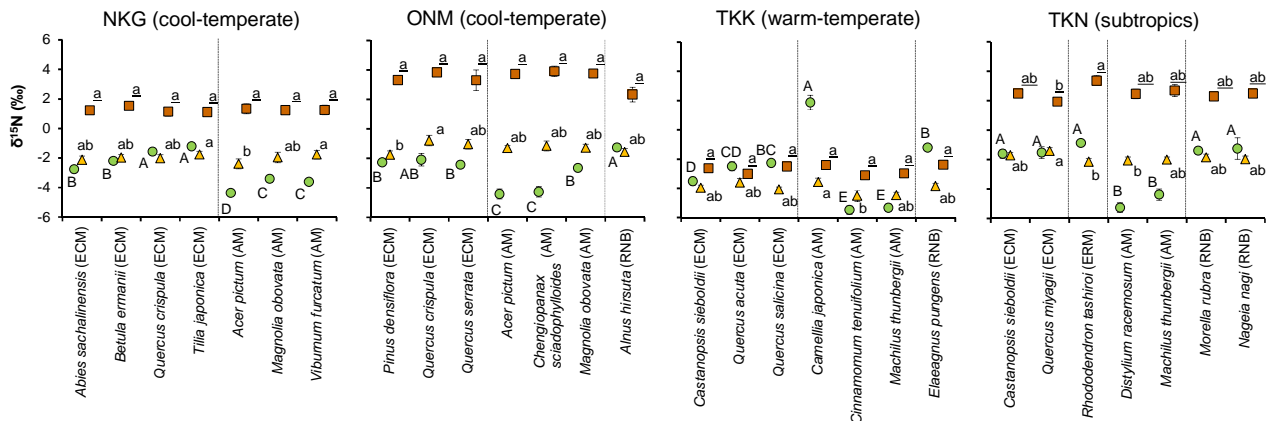 NKG (cool-temperate)
ONM (cool-temperate)
TKK (warm-temperate)
TKN (subtropics)
δ¹⁵N (‰)
6
4
2
0
-2
-4
-6
a a a a a a a
ab ab ab a b ab a
B B A A D C C
a a a a a a a
b a ab ab ab ab ab
B AB B C C B A
a a a a a a a
D CD BC A E E B
ab ab ab a b ab ab
ab b a ab ab ab ab
A A A B B A A
ab a b ab ab ab ab
Abies sachalinensis (ECM)
Betula ermanii (ECM)
Quercus crispula (ECM)
Tilia japonica (ECM)
Acer pictum (AM)
Magnolia obovata (AM)
Viburnum furcatum (AM)
Pinus densiflora (ECM)
Quercus crispula (ECM)
Quercus serrata (ECM)
Acer pictum (AM)
Chengiopanax
sciadophylloides (AM)
Magnolia obovata (AM)
Alnus hirsuta (RNB)
Castanopsis sieboldii (ECM)
Quercus acuta (ECM)
Quercus salicina (ECM)
Camellia japonica (AM)
Cinnamomum tenuifolium (AM)
Machilus thunbergii (AM)
Elaeagnus pungens (RNB)
Castanopsis sieboldii (ECM)
Quercus miyagii (ECM)
Rhododendron tashiroi (ERM)
Distylium racemosum (AM)
Machilus thunbergii (AM)
Morella rubra (RNB)
Nageia nagi (RNB)